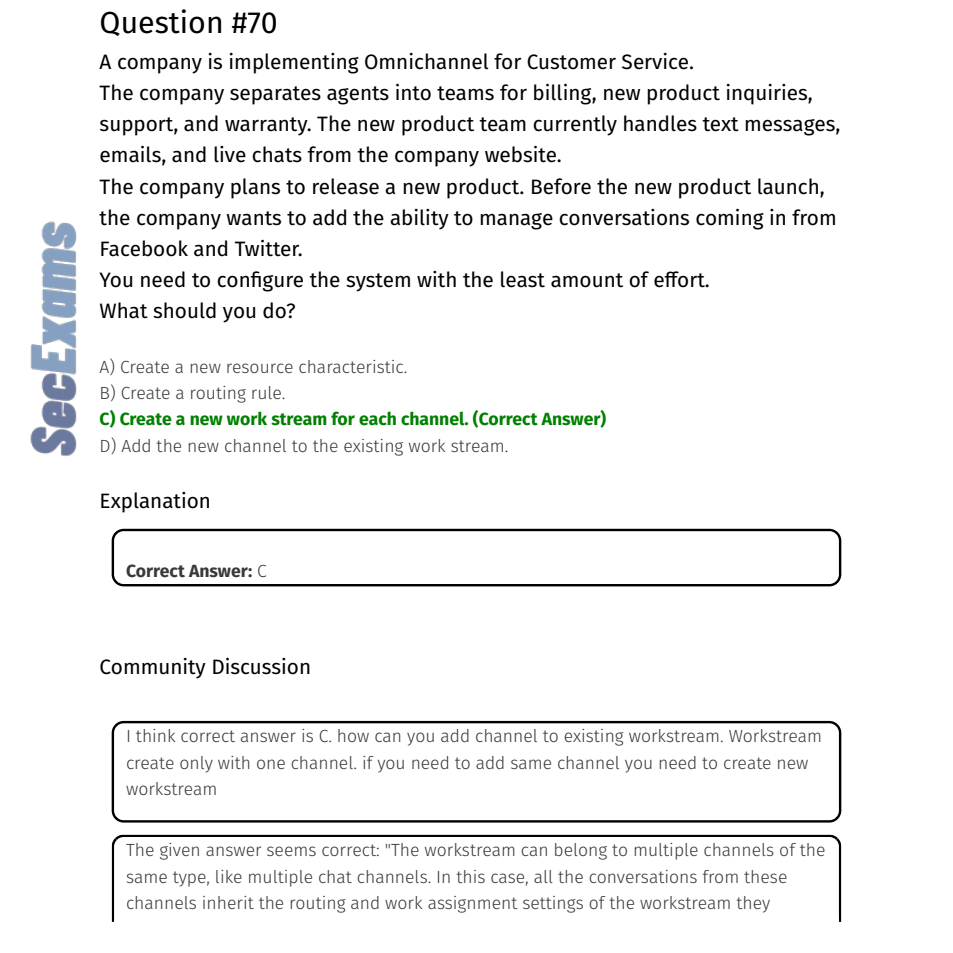 Question #70
A company is implementing Omnichannel for Customer Service.
The company separates agents into teams for billing, new product inquiries,
support, and warranty. The new product team currently handles text messages,
emails, and live chats from the company website.
The company plans to release a new product. Before the new product launch,
the company wants to add the ability to manage conversations coming in from
Facebook and Twitter.
You need to configure the system with the least amount of effort.
What should you do?
SecExams
A) Create a new resource characteristic.
B) Create a routing rule.
C) Create a new work stream for each channel. (Correct Answer)
D) Add the new channel to the existing work stream.
Explanation
Correct Answer: C
Community Discussion
I think correct answer is C. how can you add channel to existing workstream. Workstream
create only with one channel. if you need to add same channel you need to create new
workstream
The given answer seems correct: "The workstream can belong to multiple channels of the
same type, like multiple chat channels. In this case, all the conversations from these
channels inherit the routing and work assignment settings of the workstream they